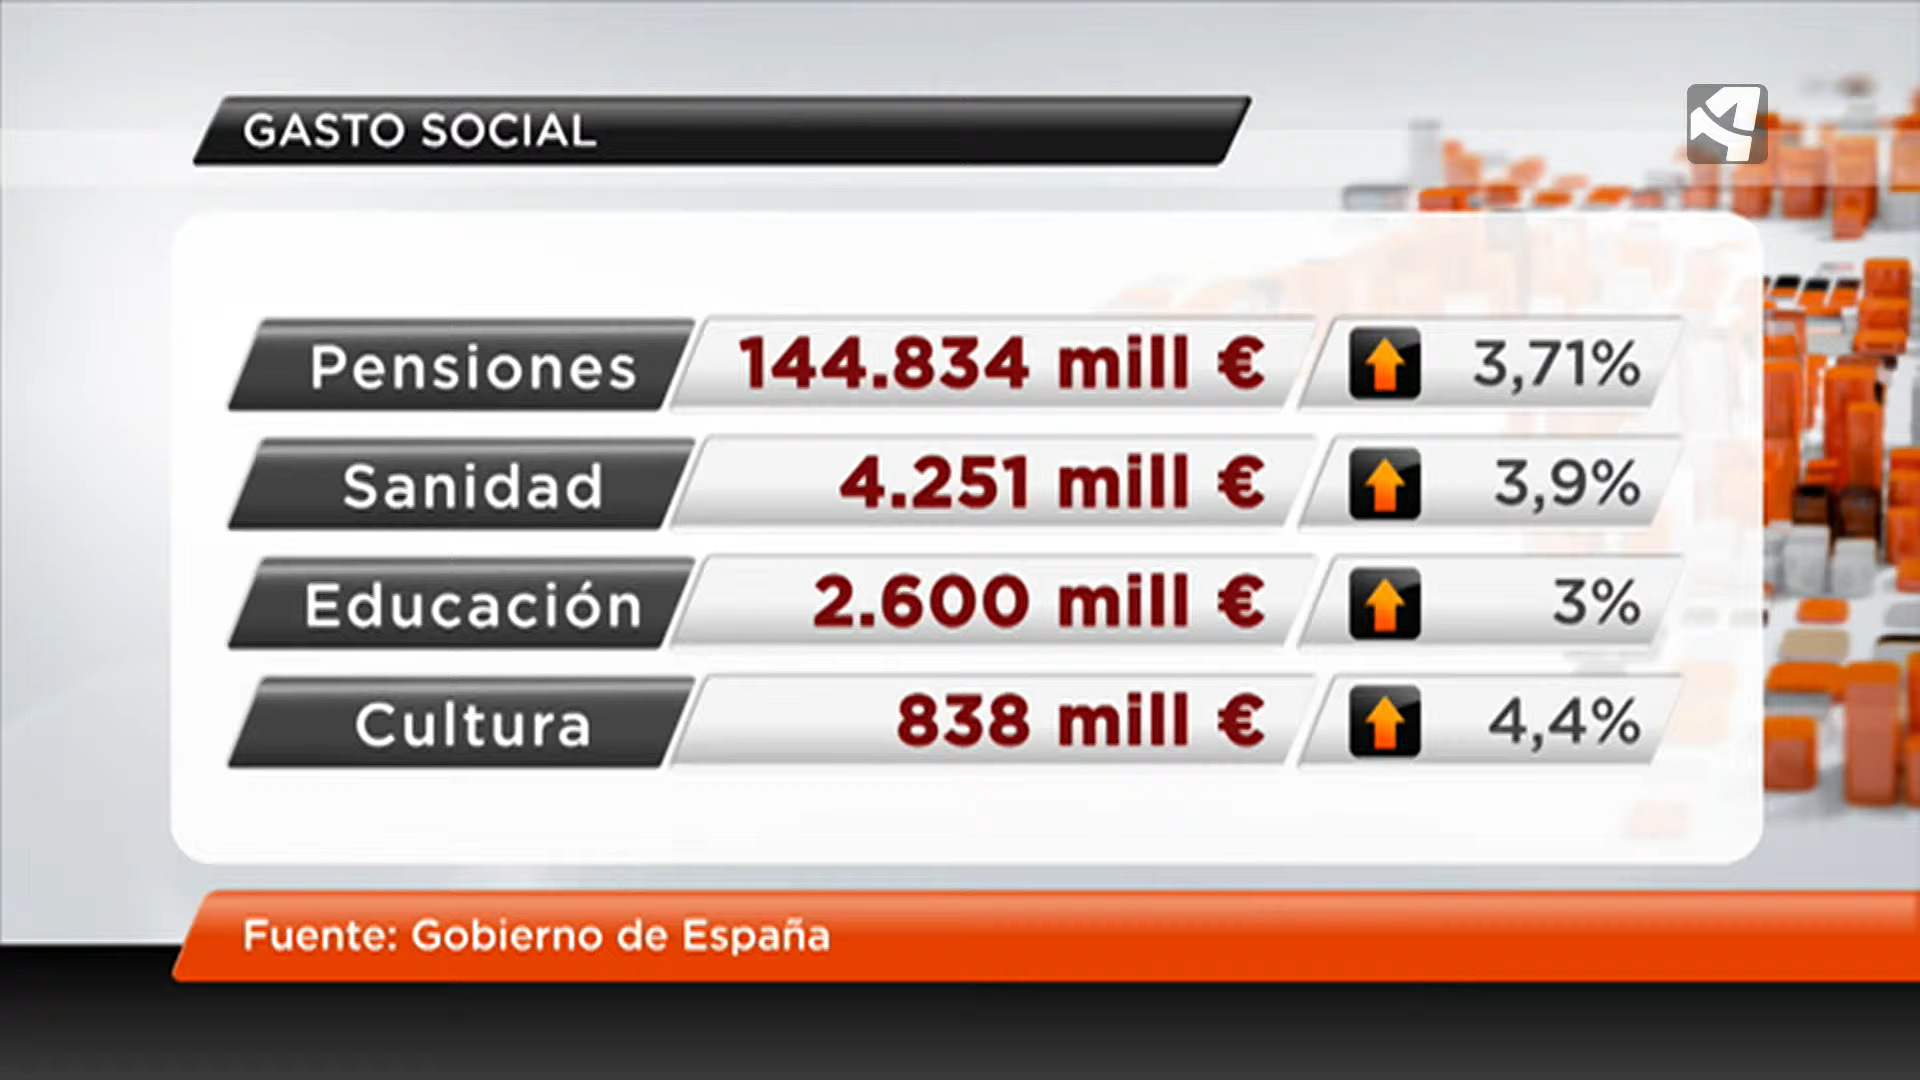 GASTO SOCIAL
Pensiones 144.834 mill € 3,71%
Sanidad 4.251 mill € 3,9%
Educación 2.600 mill € 3%
Cultura 838 mill € 4,4%
Fuente: Gobierno de España